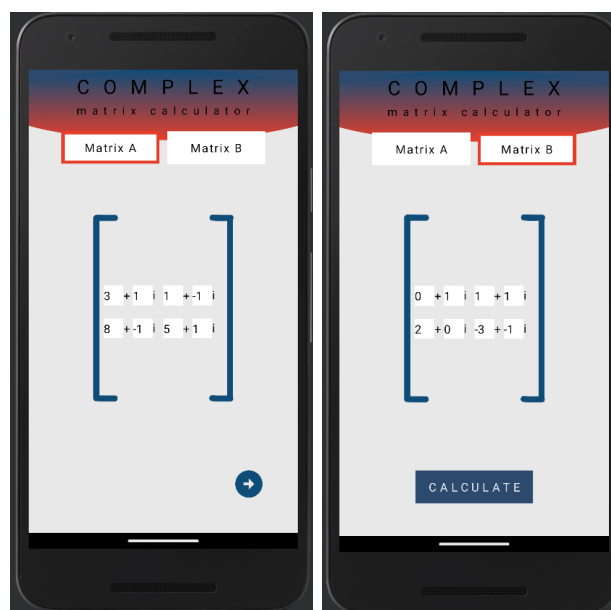 COMPLEX
matrix calculator
Matrix A Matrix B
3 +1 i 1 +-1 i
8 +-1 i 5 +1 i
COMPLEX
matrix calculator
Matrix A Matrix B
0 +1 i 1 +1 i
2 +0 i -3 +-1 i
CALCULATE